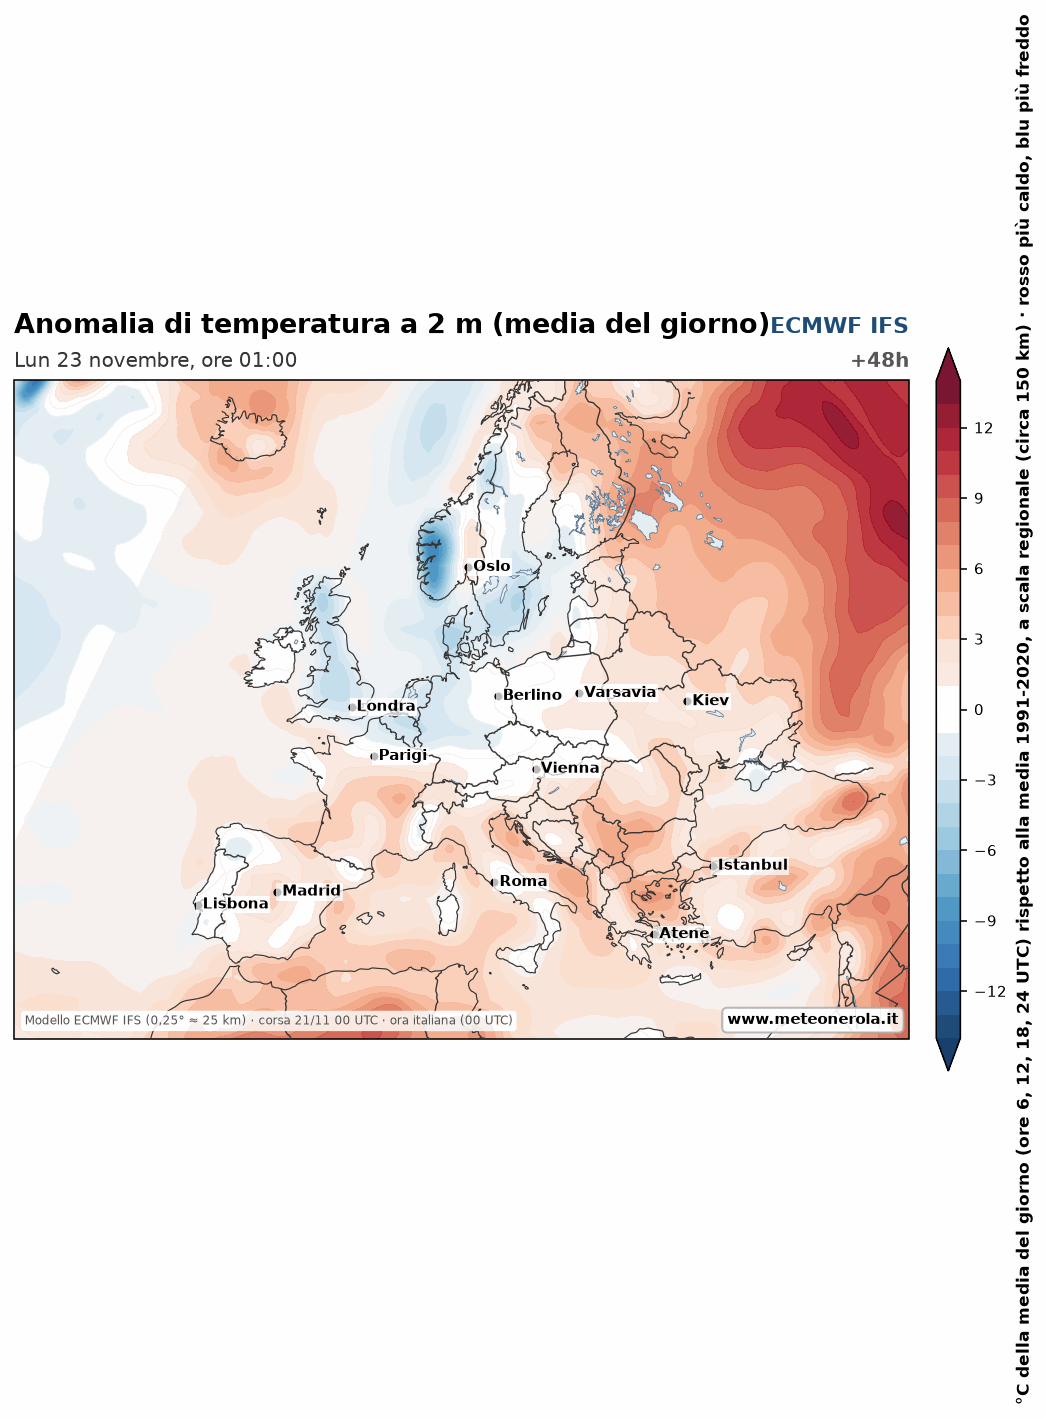 Anomalia di temperatura a 2 m (media del giorno)
ECMWF IFS
Lun 23 novembre, ore 01:00
+48h
Oslo
Berlino
Varsavia
Kiev
Londra
Parigi
Vienna
Istanbul
Madrid
Roma
Lisbona
Atene
Modello ECMWF IFS (0,25° ≈ 25 km) · corsa 21/11 00 UTC · ora italiana (00 UTC)
www.meteonerola.it
12
9
6
3
0
−3
−6
−9
−12
°C della media del giorno (ore 6, 12, 18, 24 UTC) rispetto alla media 1991-2020, a scala regionale (circa 150 km) · rosso più caldo, blu più freddo